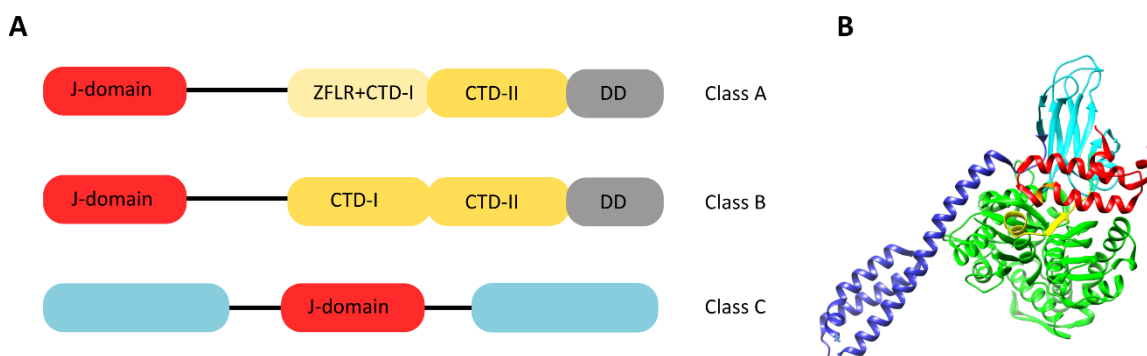 A
B
J-domain ZFLR+CTD-I CTD-II DD Class A
J-domain CTD-I CTD-II DD Class B
J-domain Class C